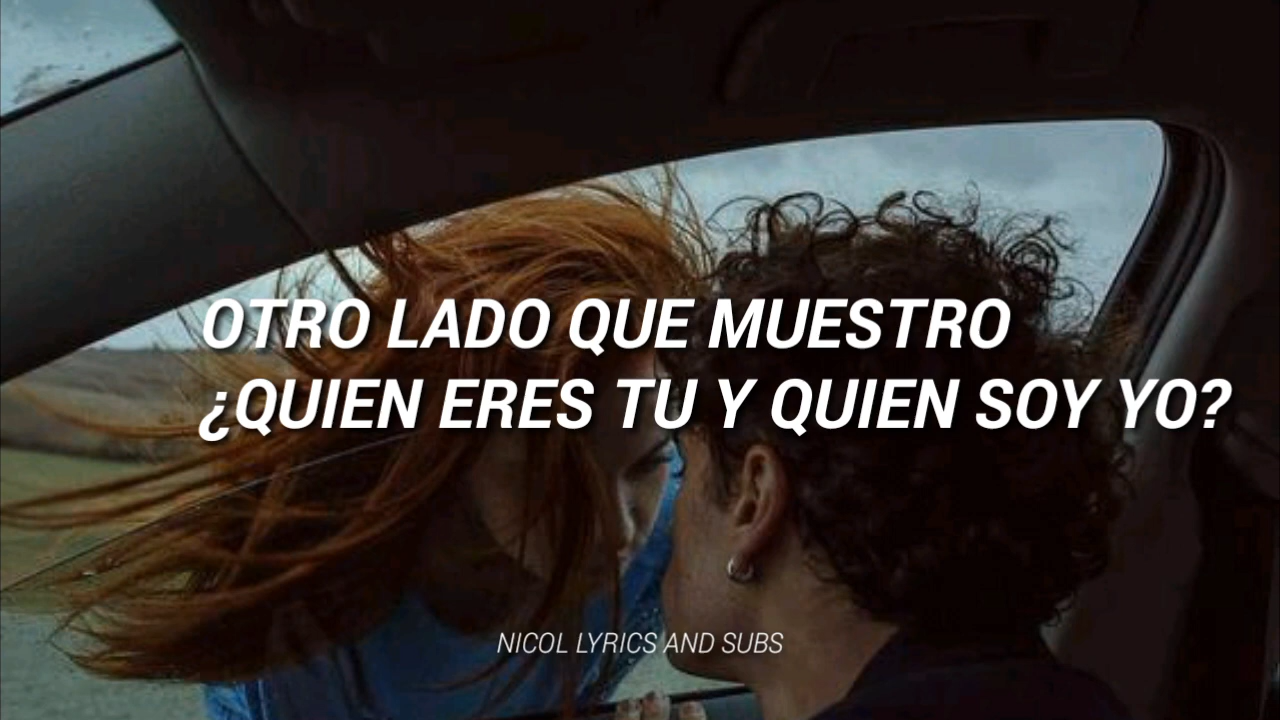 OTRO LADO QUE MUESTRO
¿QUIEN ERES TU Y QUIEN SOY YO?
NICOL LYRICS AND SUBS